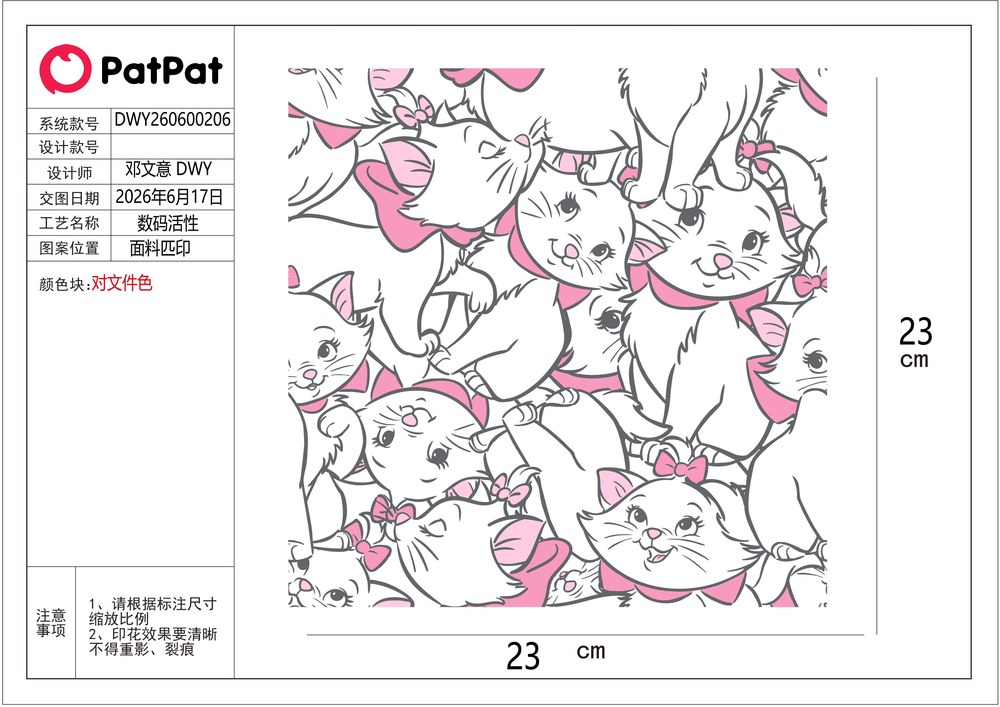 PatPat
系统款号 DWY260600206
设计款号
设计师 邓文意 DWY
交图日期 2026年6月17日
工艺名称 数码活性
图案位置 面料匹印
颜色块:对文件色
注意
事项
1、请根据标注尺寸
缩放比例
2、印花效果要清晰
不得重影、裂痕
23
cm
23 cm